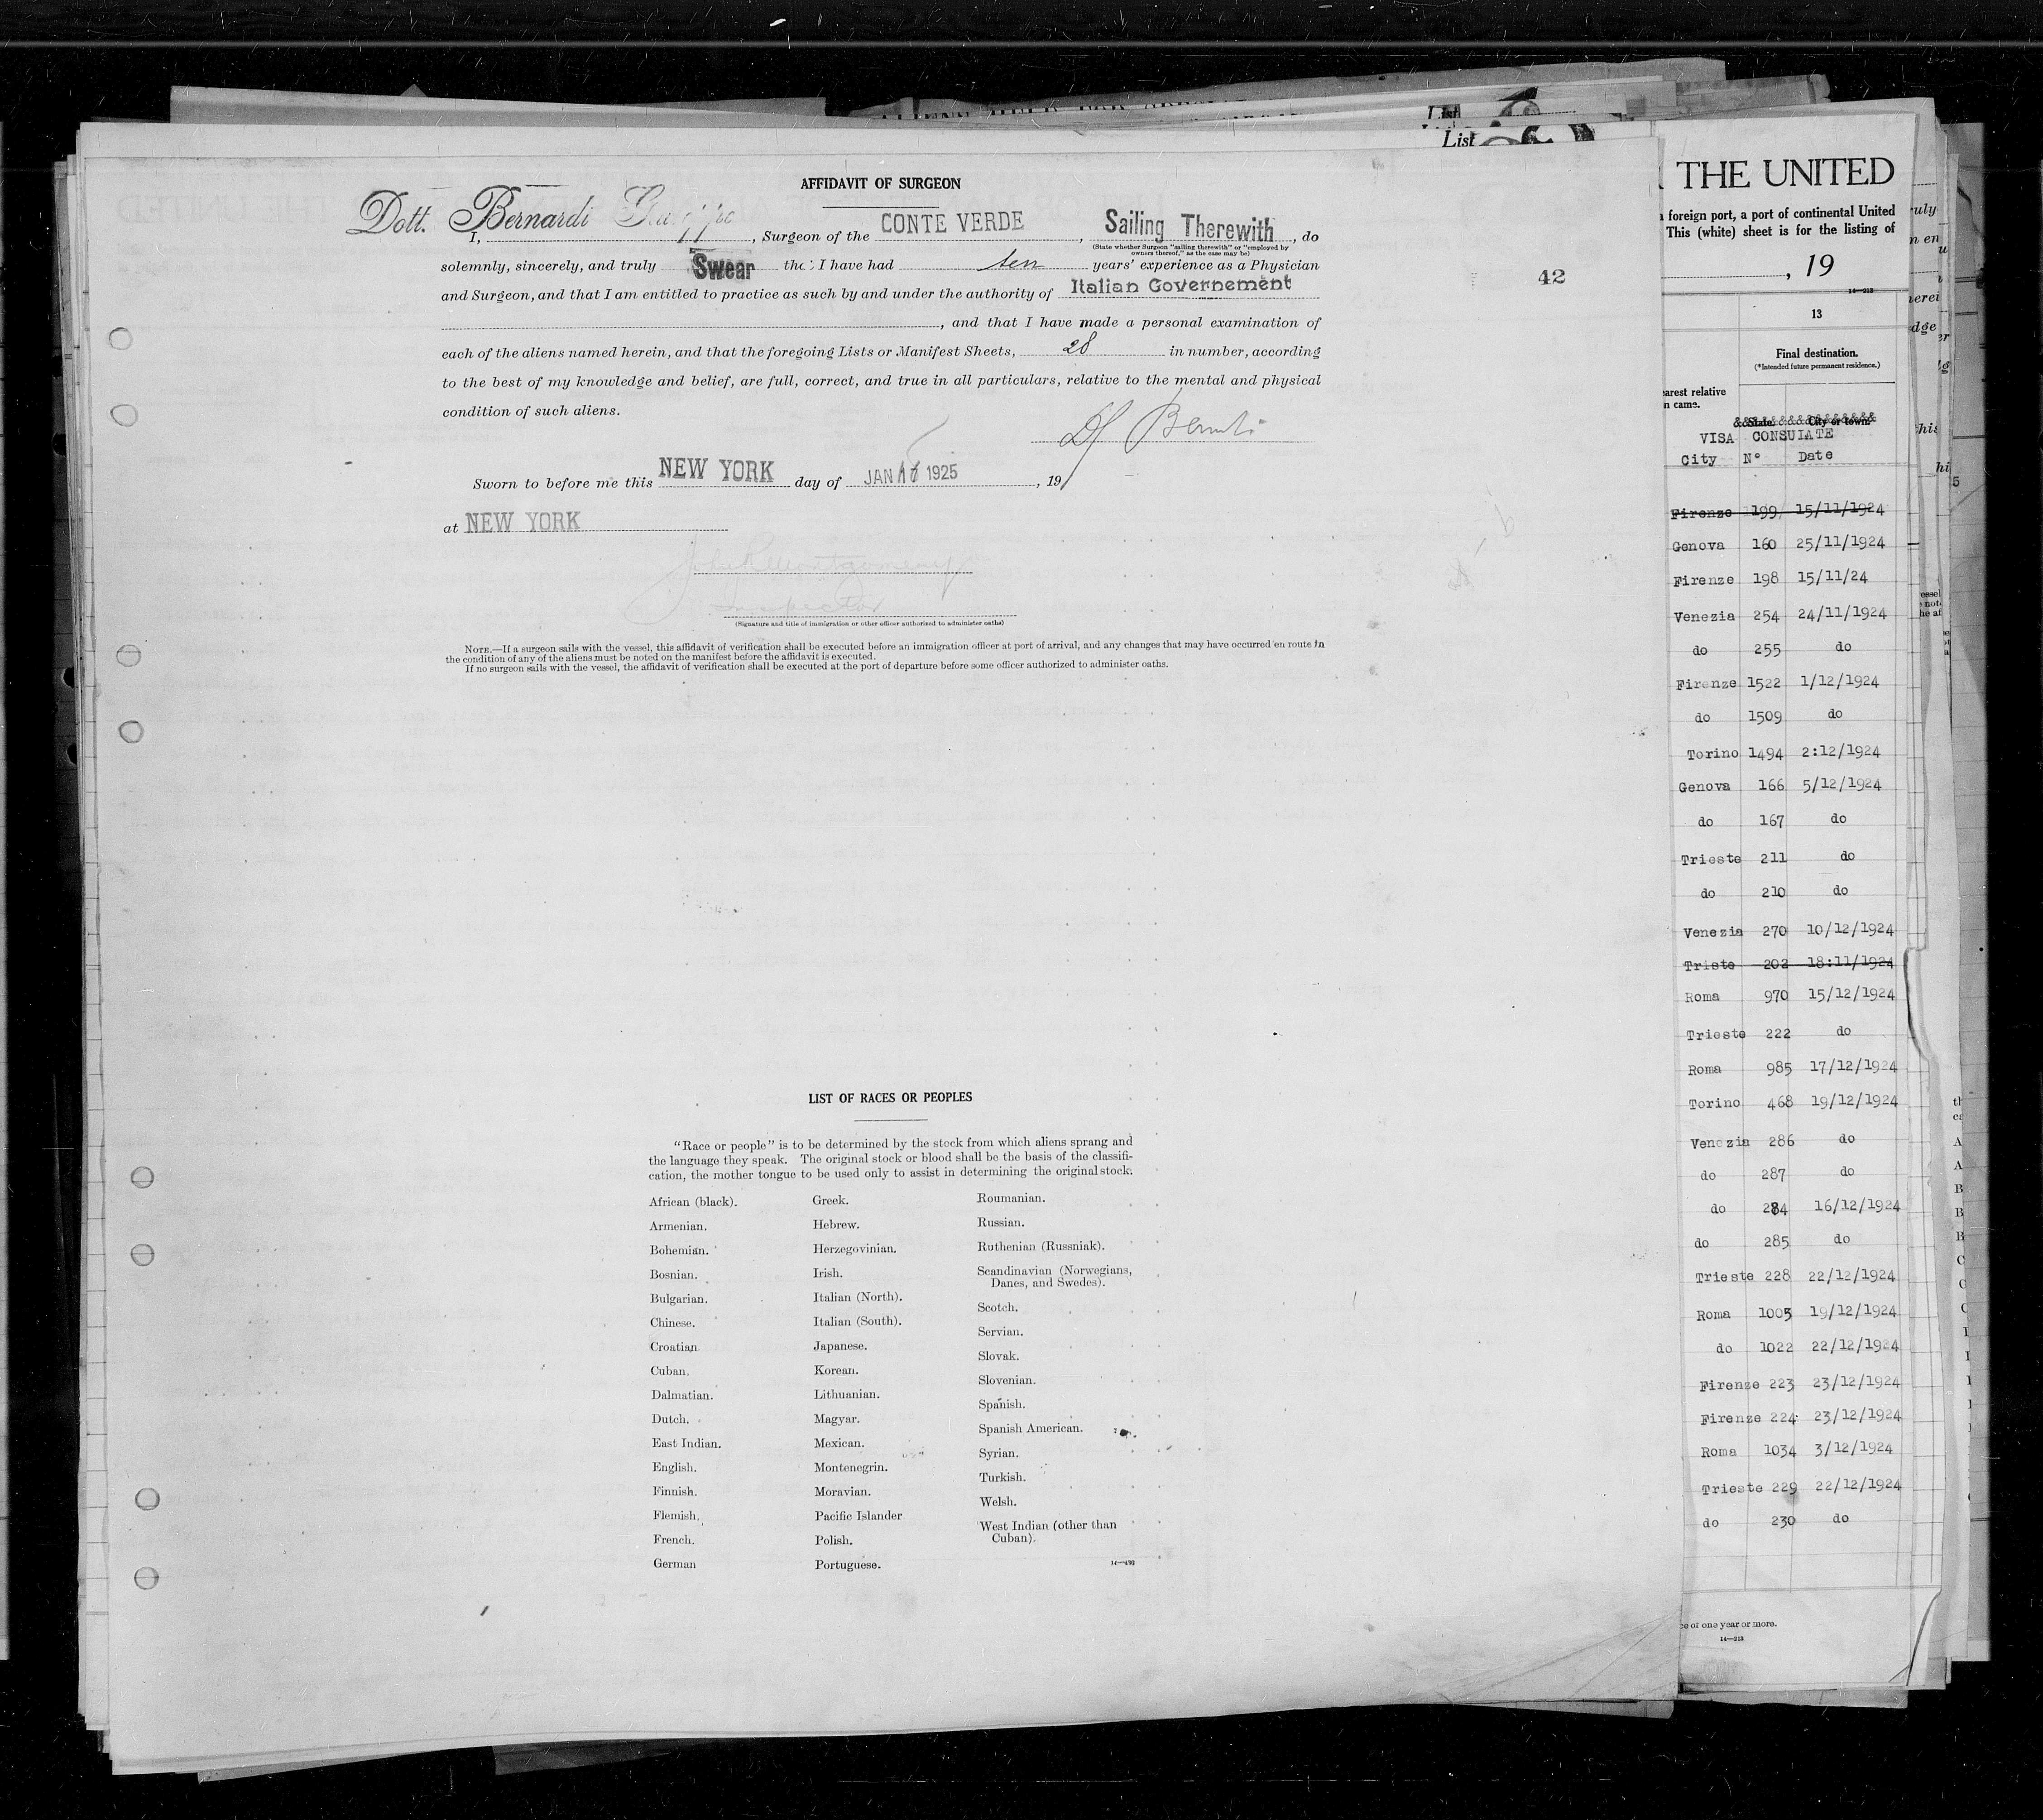 List
List
AFFIDAVIT OF SURGEON
Dott. Bernardi
I, , Surgeon of the CONTE VERDE , Sailing Therewith , do
(State whether Surgeon "sailing therewith" or "employed by
owners thereof," as the case may be)
solemnly, sincerely, and truly Swear I have had ten years' experience as a Physician
and Surgeon, and that I am entitled to practice as such by and under the authority of Italian Governement
, and that I have made a personal examination of
each of the aliens named herein, and that the foregoing Lists or Manifest Sheets, 28 in number, according
to the best of my knowledge and belief, are full, correct, and true in all particulars, relative to the mental and physical
condition of such aliens.
Sworn to before me this NEW YORK day of JAN 1925 , 19
at NEW YORK
Inspector
(Signature and title of immigration or other officer authorized to administer oaths)
NOTE.—If a surgeon sails with the vessel, this affidavit of verification shall be executed before an immigration officer at port of arrival, and any changes that may have occurred en route in
the condition of any of the aliens must be noted on the manifest before the affidavit is executed.
If no surgeon sails with the vessel, the affidavit of verification shall be executed at the port of departure before some officer authorized to administer oaths.
42
LIST OF RACES OR PEOPLES
"Race or people" is to be determined by the stock from which aliens sprang and
the language they speak. The original stock or blood shall be the basis of the classifi-
cation, the mother tongue to be used only to assist in determining the original stock.
African (black).
Armenian.
Bohemian.
Bosnian.
Bulgarian.
Chinese.
Croatian
Cuban.
Dalmatian.
Dutch.
East Indian.
English.
Finnish.
Flemish.
French.
German
Greek.
Hebrew.
Herzegovinian.
Irish.
Italian (North).
Italian (South).
Japanese.
Korean.
Lithuanian.
Magyar.
Mexican.
Montenegrin.
Moravian.
Pacific Islander
Polish.
Portuguese.
Roumanian.
Russian.
Ruthenian (Russniak).
Scandinavian (Norwegians,
Danes, and Swedes).
Scotch.
Servian.
Slovak.
Slovenian.
Spanish.
Spanish American.
Syrian.
Turkish.
Welsh.
West Indian (other than
Cuban).
THE UNITED
foreign port, a port of continental United
This (white) sheet is for the listing of
, 19
14—213
13
Final destination.
(*Intended future permanent residence.)
earest relative
n came.
State. City or town.
VISA CONSUIATE
City N° Date
Firenze 199 15/11/1924
Genova 160 25/11/1924
Firenze 198 15/11/24
Venezia 254 24/11/1924
do 255 do
Firenze 1522 1/12/1924
do 1509 do
Torino 1494 2:12/1924
Genova 166 5/12/1924
do 167 do
Trieste 211 do
do 210 do
Venezia 270 10/12/1924
Triste 202 18:11/1924
Roma 970 15/12/1924
Trieste 222 do
Roma 985 17/12/1924
Torino 468 19/12/1924
Venezia 286 do
do 287 do
do 284 16/12/1924
do 285 do
Trieste 228 22/12/1924
Roma 1005 19/12/1924
do 1022 22/12/1924
Firenze 223 23/12/1924
Firenze 224 23/12/1924
Roma 1034 3/12/1924
Trieste 229 22/12/1924
do 230 do
ce of one year or more.
14—213